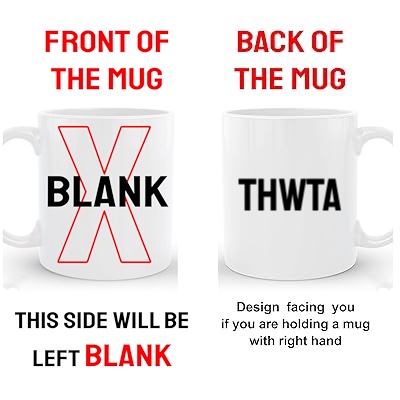 FRONT OF
THE MUG
X
BLANK
THIS SIDE WILL BE
LEFT BLANK
BACK OF
THE MUG
THWTA
Design facing you
if you are holding a mug
with right hand